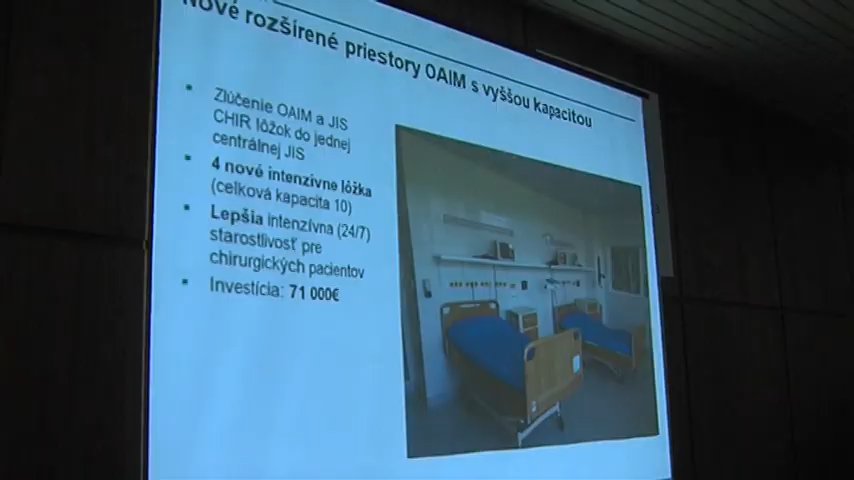 Nové rozšírené priestory OAIM s vyššou kapacitou
Zlúčenie OAIM a JIS
CHIR lôžok do jednej
centrálnej JIS
4 nové intenzívne lôžka
(celková kapacita 10)
Lepšia intenzívna (24/7)
starostlivosť pre
chirurgických pacientov
Investícia: 71 000€